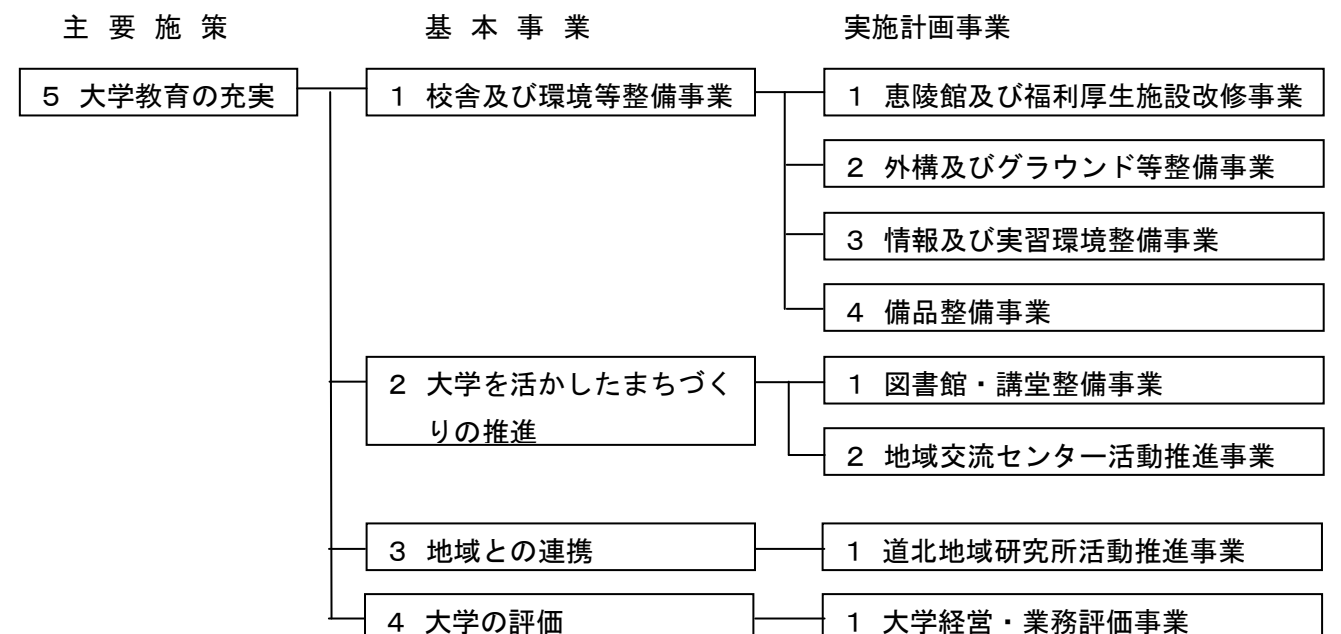 主 要 施 策 基 本 事 業 実施計画事業
5 大学教育の充実 1 校舎及び環境等整備事業 1 恵陵館及び福利厚生施設改修事業
2 外構及びグラウンド等整備事業
3 情報及び実習環境整備事業
4 備品整備事業
2 大学を活かしたまちづく
りの推進
1 図書館・講堂整備事業
2 地域交流センター活動推進事業
3 地域との連携 1 道北地域研究所活動推進事業
4 大学の評価 1 大学経営・業務評価事業